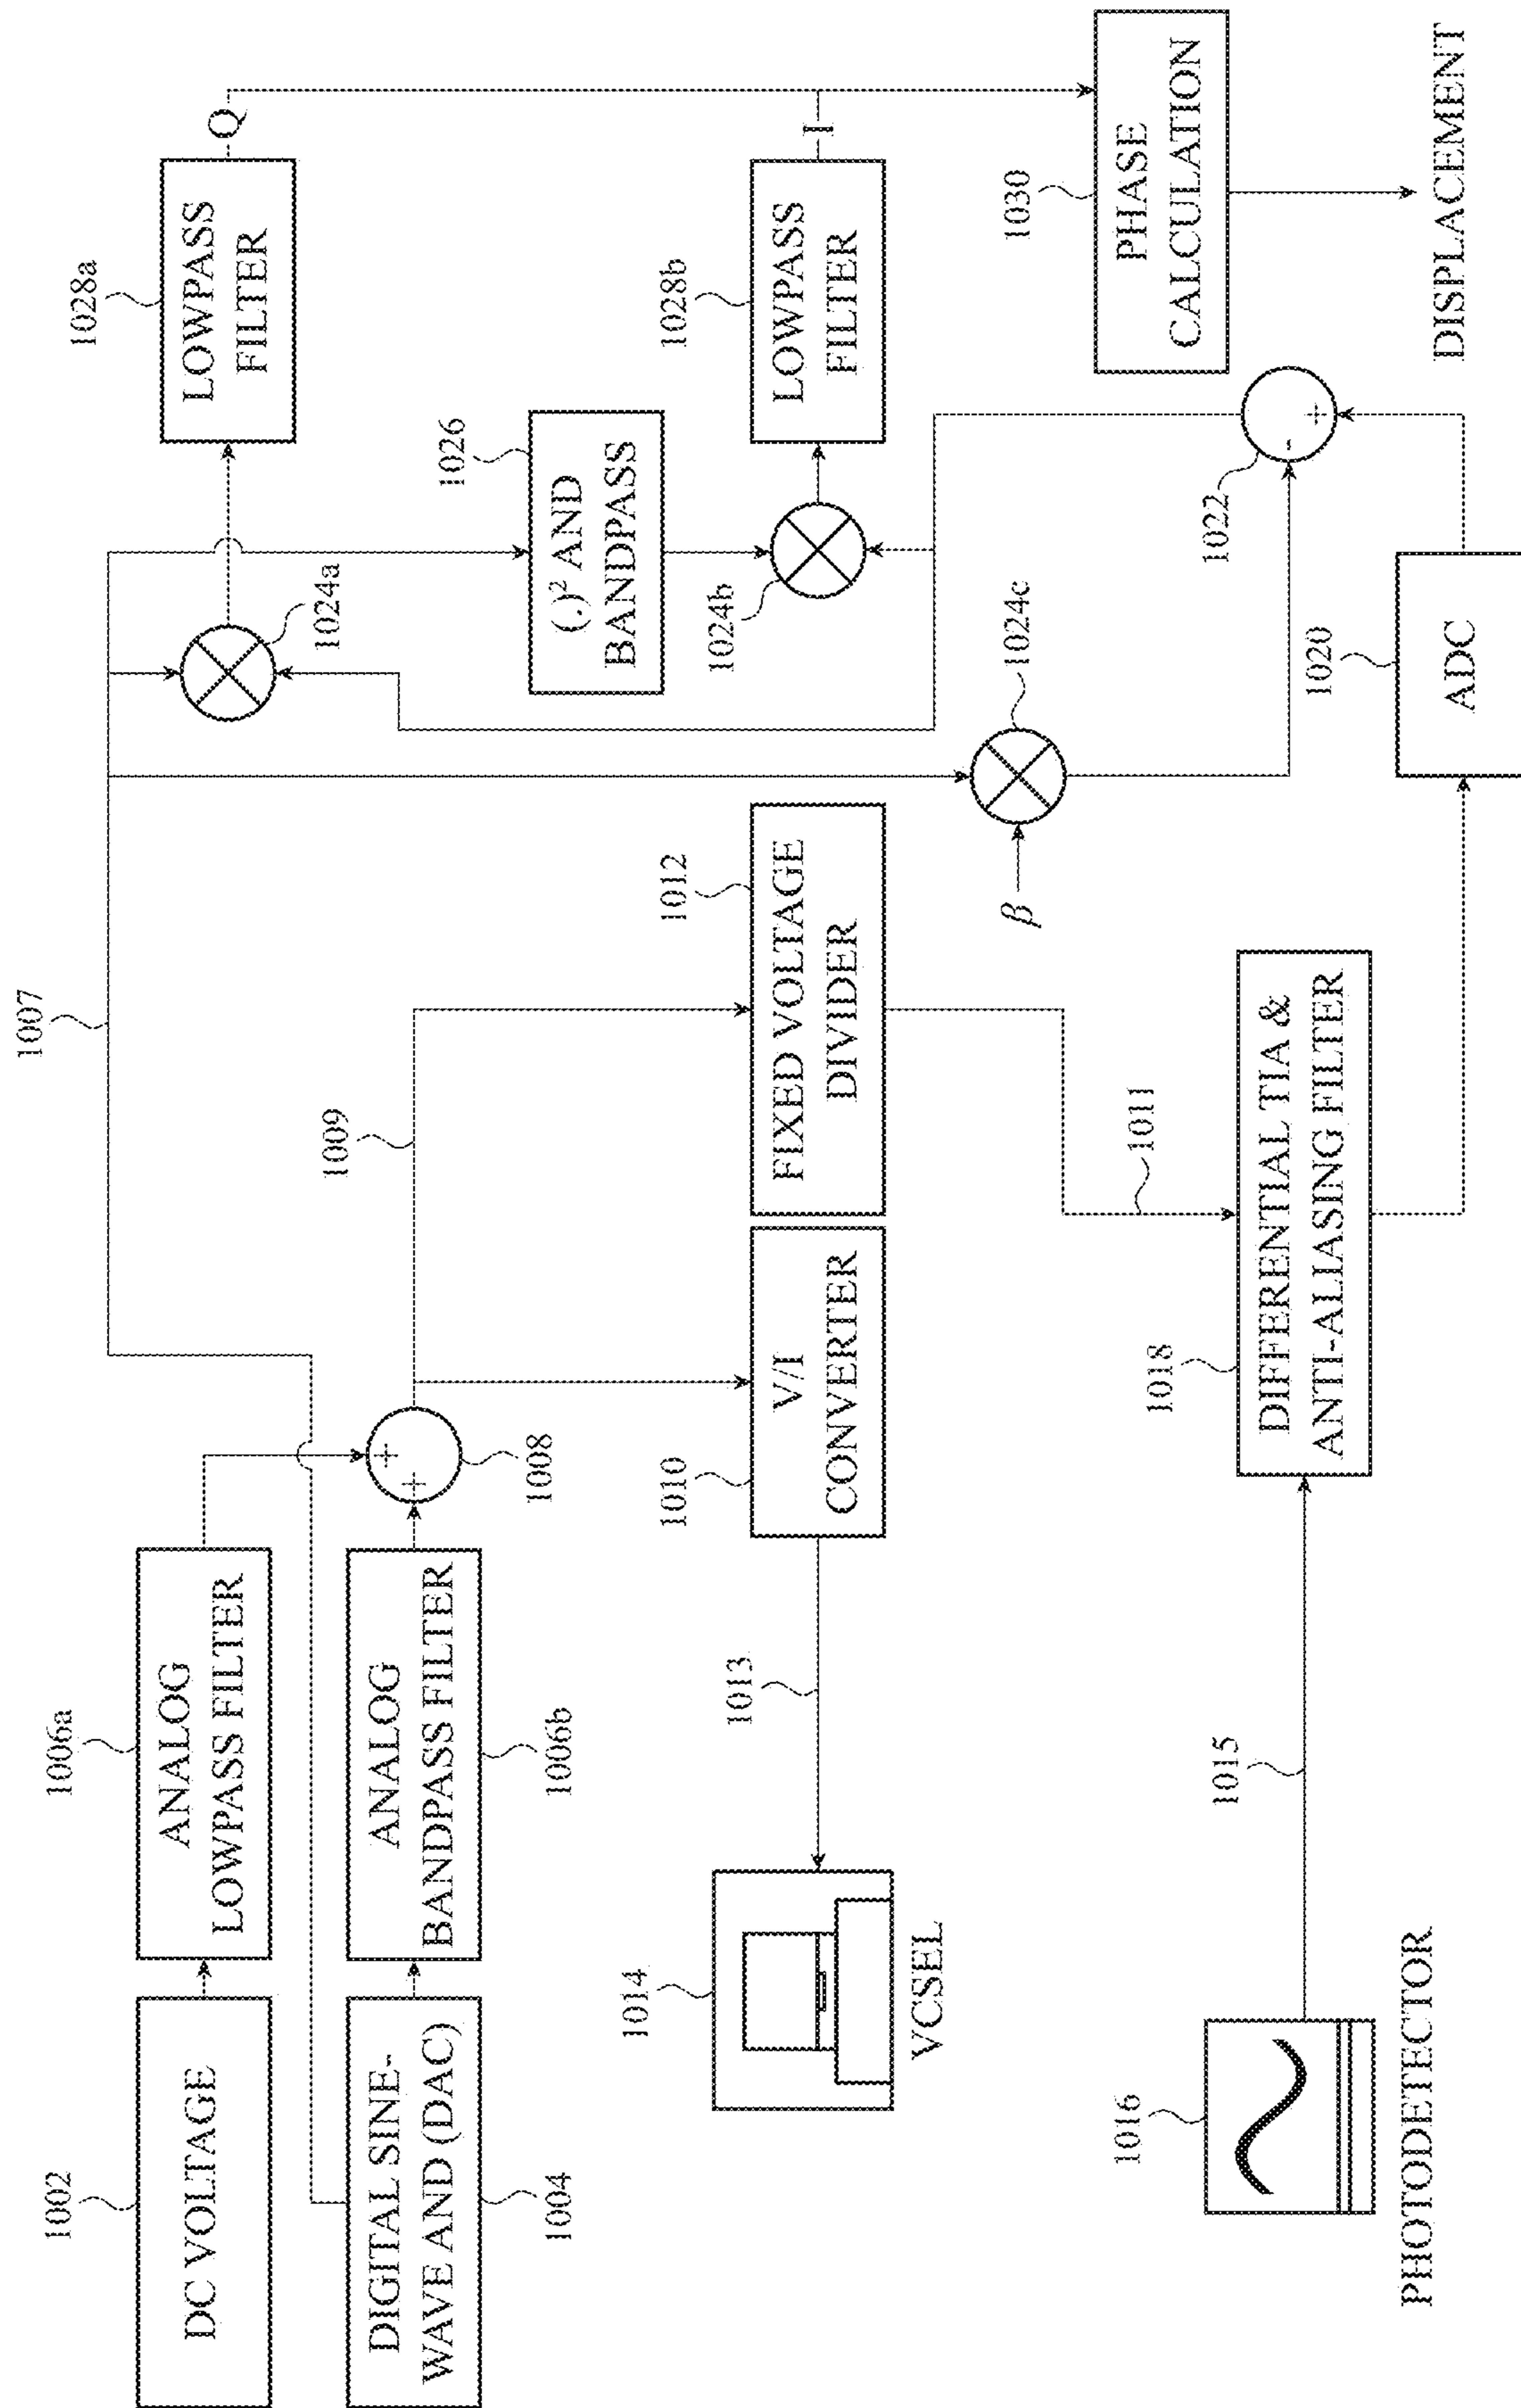 1002
DC VOLTAGE
1006a
ANALOG
LOWPASS FILTER
1004
DIGITAL SINE-
WAVE AND (DAC)
1006b
ANALOG
BANDPASS FILTER
+
+
1008
1007
1009
1010
V/I
CONVERTER
1012
FIXED VOLTAGE
DIVIDER
1011
1013
1014
VCSEL
1016
PHOTODETECTOR
1015
1018
DIFFERENTIAL TIA &
ANTI-ALIASING FILTER
1020
ADC
β
1024c
1022
-
+
1024a
1024b
1026
(.)² AND
BANDPASS
1028a
LOWPASS
FILTER
Q
1028b
LOWPASS
FILTER
I
1030
PHASE
CALCULATION
DISPLACEMENT